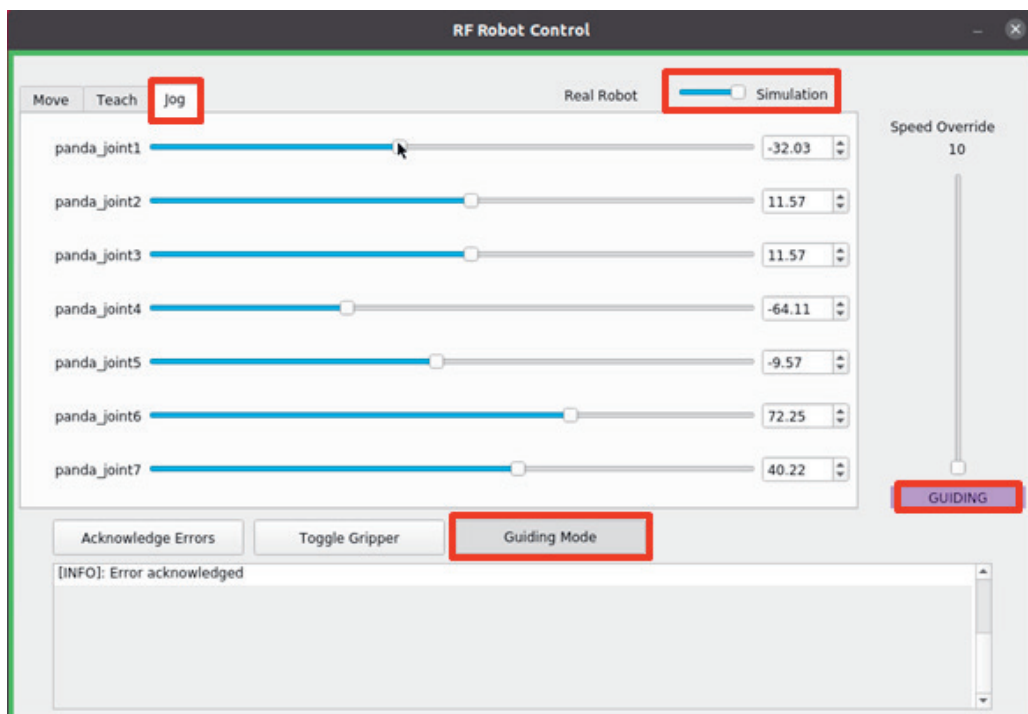 RF Robot Control
Move Teach Jog
Real Robot Simulation
Speed Override
10
panda_joint1 -32.03
panda_joint2 11.57
panda_joint3 11.57
panda_joint4 -64.11
panda_joint5 -9.57
panda_joint6 72.25
panda_joint7 40.22
GUIDING
Acknowledge Errors Toggle Gripper Guiding Mode
[INFO]: Error acknowledged